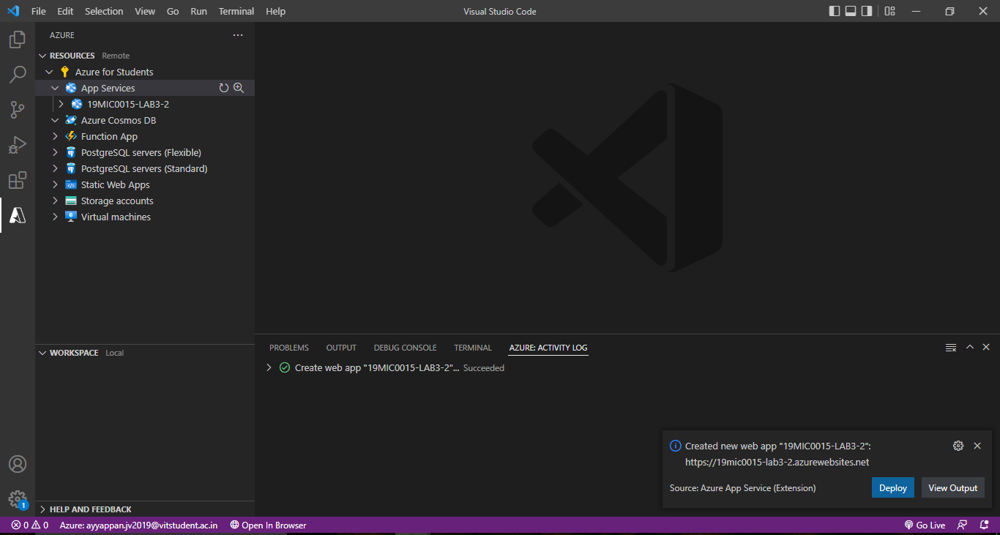 File Edit Selection View Go Run Terminal Help Visual Studio Code
AZURE
RESOURCES Remote
Azure for Students
App Services
19MIC0015-LAB3-2
Azure Cosmos DB
Function App
PostgreSQL servers (Flexible)
PostgreSQL servers (Standard)
Static Web Apps
Storage accounts
Virtual machines
WORKSPACE Local
HELP AND FEEDBACK
PROBLEMS OUTPUT DEBUG CONSOLE TERMINAL AZURE: ACTIVITY LOG
Create web app "19MIC0015-LAB3-2"... Succeeded
Created new web app "19MIC0015-LAB3-2":
https://19mic0015-lab3-2.azurewebsites.net
Source: Azure App Service (Extension) Deploy View Output
1
0 0 Azure: ayyappan.jv2019@vitstudent.ac.in Open In Browser Go Live